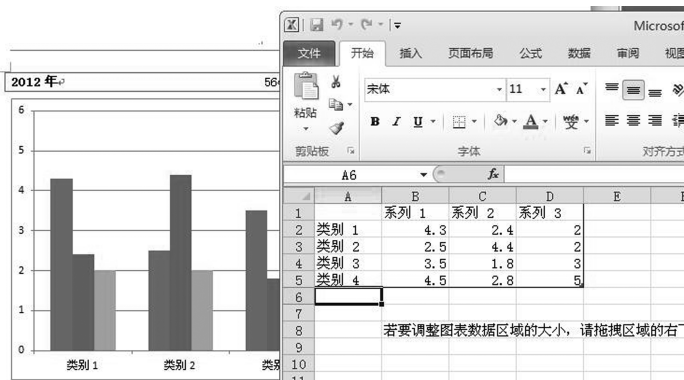 Microsof
文件 开始 插入 页面布局 公式 数据 审阅 视图
2012 年 564
粘贴 宋体 11 A A
B I U A wén 文
剪贴板 字体 对齐方式
A6 fx
A B C D E
1 系列 1 系列 2 系列 3
2 类别 1 4.3 2.4 2
3 类别 2 2.5 4.4 2
4 类别 3 3.5 1.8 3
5 类别 4 4.5 2.8 5
6
7
8 若要调整图表数据区域的大小，请拖拽区域的右下
9
10
11
6
5
4
3
2
1
0
类别 1 类别 2 类别